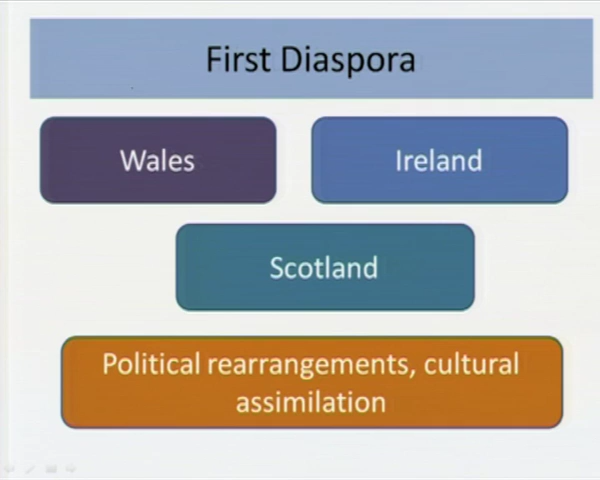 First Diaspora
Wales
Ireland
Scotland
Political rearrangements, cultural
assimilation